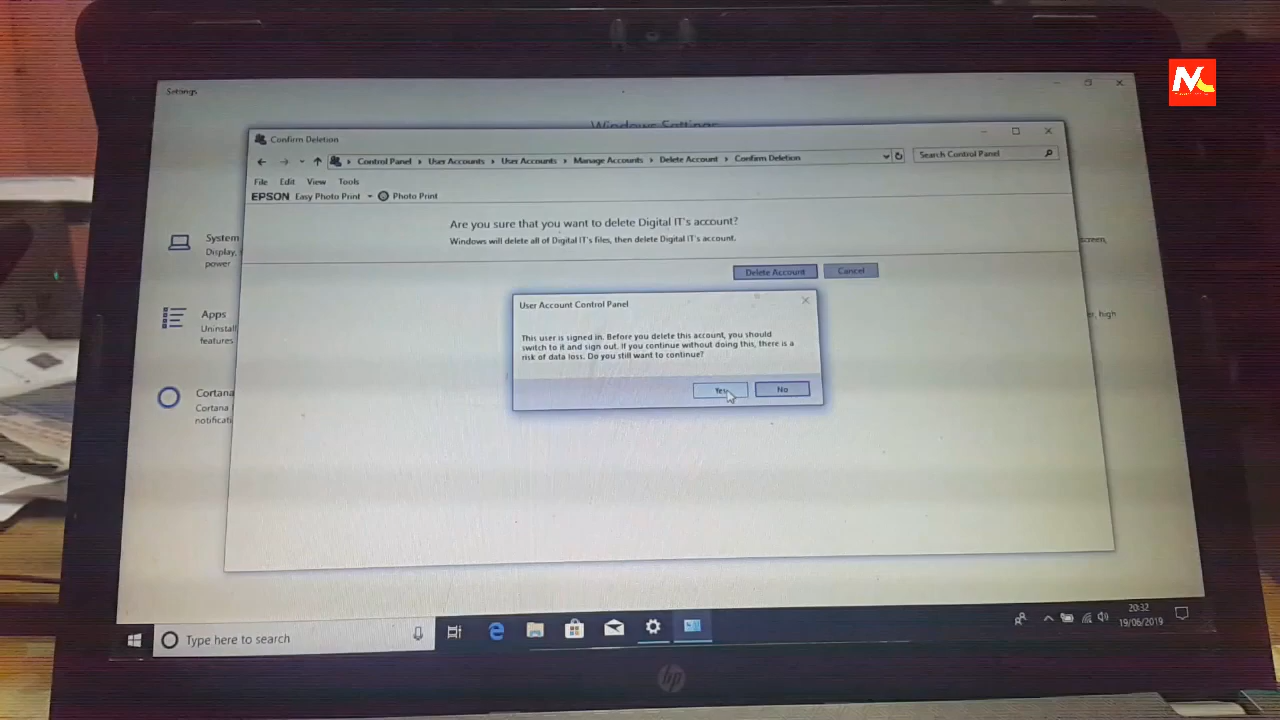 Settings
Windows Settings
Confirm Deletion
Control Panel > User Accounts > User Accounts > Manage Accounts > Delete Account > Confirm Deletion
Search Control Panel
File Edit View Tools
EPSON Easy Photo Print Photo Print
Are you sure that you want to delete Digital IT's account?
Windows will delete all of Digital IT's files, then delete Digital IT's account.
Delete Account Cancel
System
Display,
power
screen,
Apps
Uninstall
features
r, high
Cortana
Cortana
notificati
User Account Control Panel
This user is signed in. Before you delete this account, you should
switch to it and sign out. If you continue without doing this, there is a
risk of data loss. Do you still want to continue?
Yes No
Type here to search
20:32
19/06/2019
hp